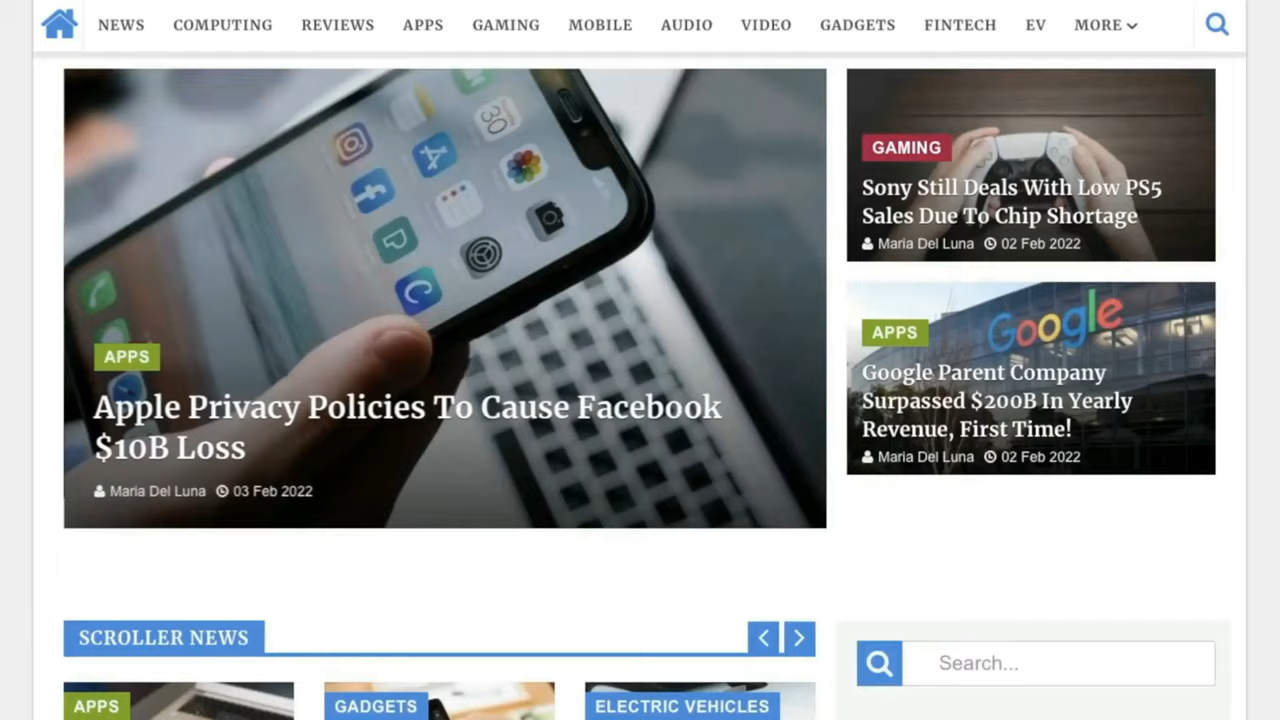 NEWS COMPUTING REVIEWS APPS GAMING MOBILE AUDIO VIDEO GADGETS FINTECH EV MORE
30
APPS
Apple Privacy Policies To Cause Facebook
$10B Loss
Maria Del Luna 03 Feb 2022
GAMING
Sony Still Deals With Low PS5
Sales Due To Chip Shortage
Maria Del Luna 02 Feb 2022
Google
APPS
Google Parent Company
Surpassed $200B In Yearly
Revenue, First Time!
Maria Del Luna 02 Feb 2022
SCROLLER NEWS
Search...
APPS
GADGETS
ELECTRIC VEHICLES